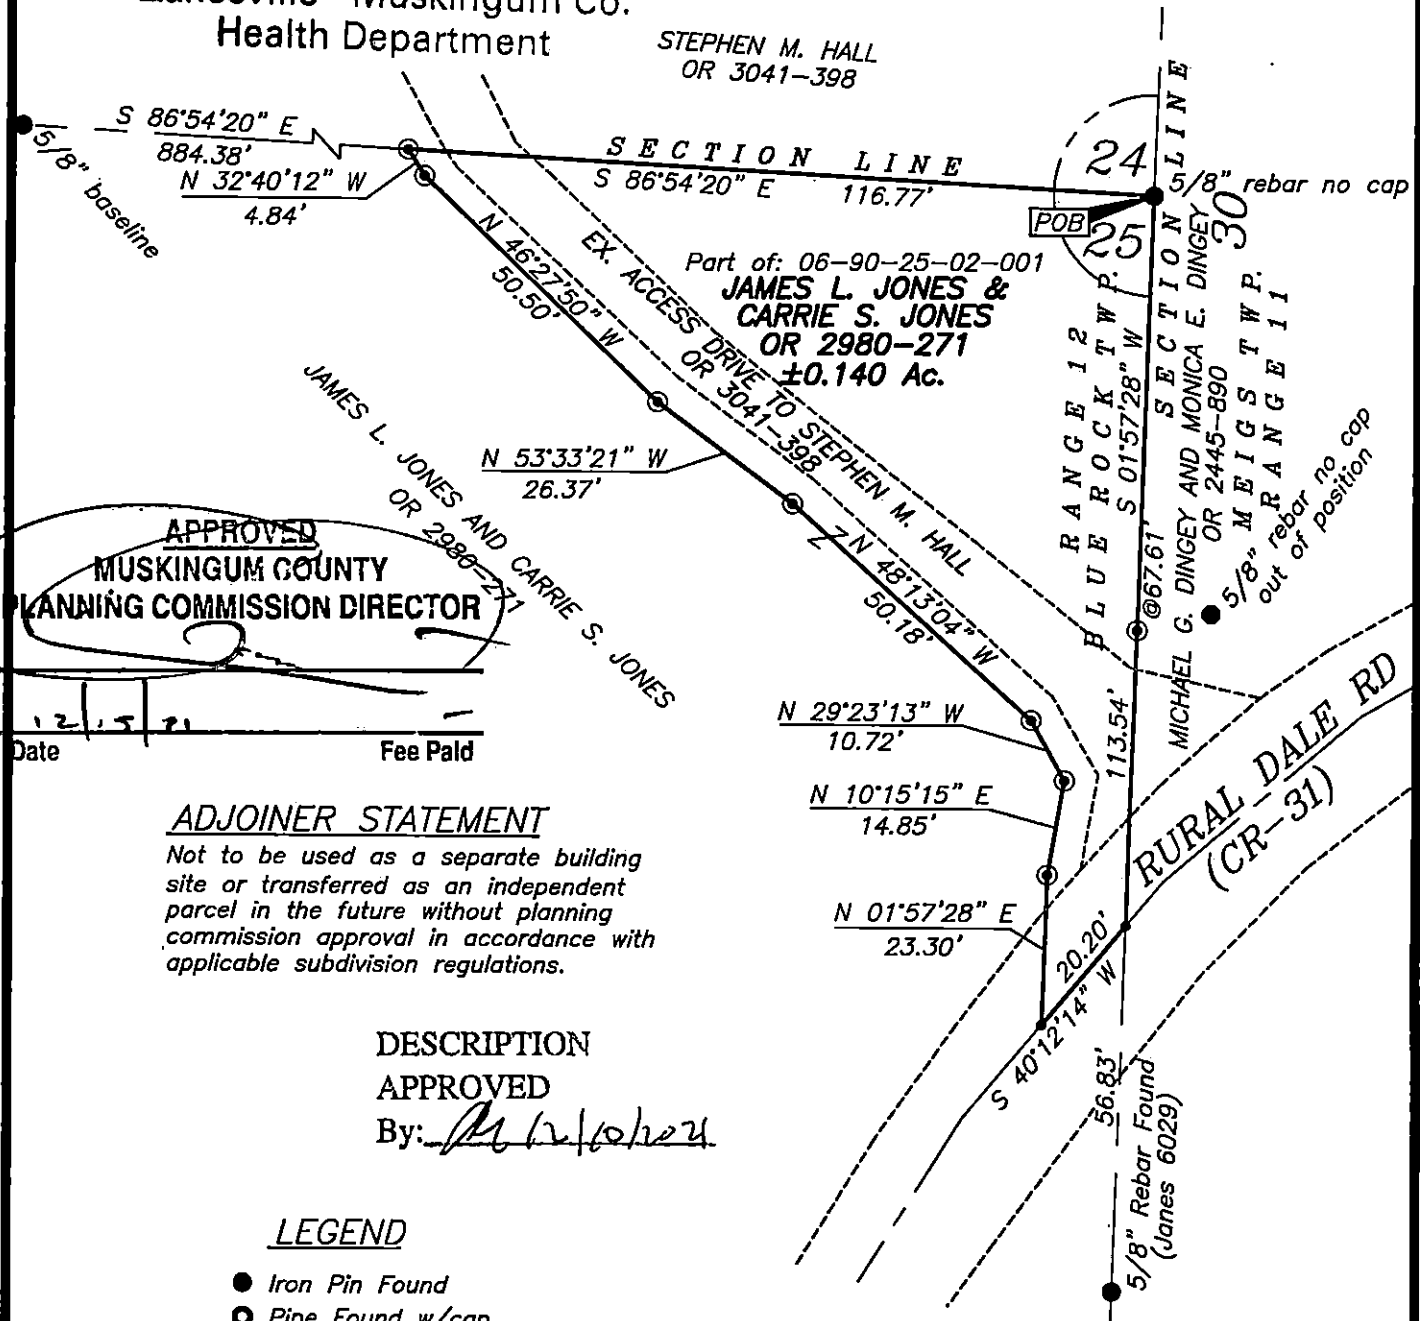 Muskingum Co.
Health Department
STEPHEN M. HALL
OR 3041-398
S 86°54'20" E
884.38'
5/8" baseline
N 32°40'12" W
4.84'
SECTION LINE
S 86°54'20" E 116.77'
24
25
30
POB
5/8" rebar no cap
SECTION LINE
Part of: 06-90-25-02-001
JAMES L. JONES &
CARRIE S. JONES
OR 2980-271
±0.140 Ac.
N 46°27'50" W
50.50'
EX. ACCESS DRIVE TO STEPHEN M. HALL
OR 3041-398
RANGE 12
BLUE ROCK TWP.
S 01°57'28" W
@67.61'
113.54'
MICHAEL G. DINGEY AND MONICA E. DINGEY
OR 2445-890
MEIGS TWP.
RANGE 11
5/8" rebar no cap
out of position
JAMES L. JONES AND CARRIE S. JONES
OR 2980-271
N 53°33'21" W
26.37'
N 48°13'04" W
50.18'
APPROVED
MUSKINGUM COUNTY
PLANNING COMMISSION DIRECTOR
Date
Fee Paid
N 29°23'13" W
10.72'
N 10°15'15" E
14.85'
N 01°57'28" E
23.30'
RURAL DALE RD
(CR-31)
20.20'
S 40°12'14" W
56.83'
5/8" Rebar Found
(Janes 6029)
ADJOINER STATEMENT
Not to be used as a separate building
site or transferred as an independent
parcel in the future without planning
commission approval in accordance with
applicable subdivision regulations.
DESCRIPTION
APPROVED
By: 12/10/2021
LEGEND
Iron Pin Found
Pipe Found w/cap